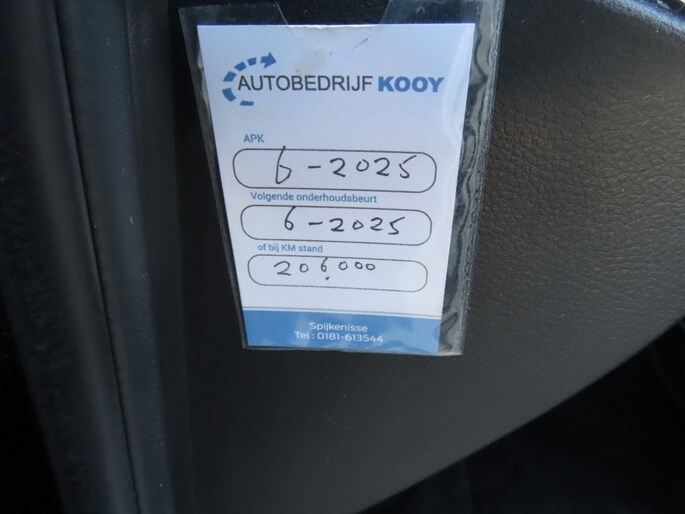 AUTOBEDRIJF KOOY
APK
6-2025
Volgende onderhoudsbeurt
6-2025
of bij KM stand
206.000
Spijkenisse
Tel : 0181-613544